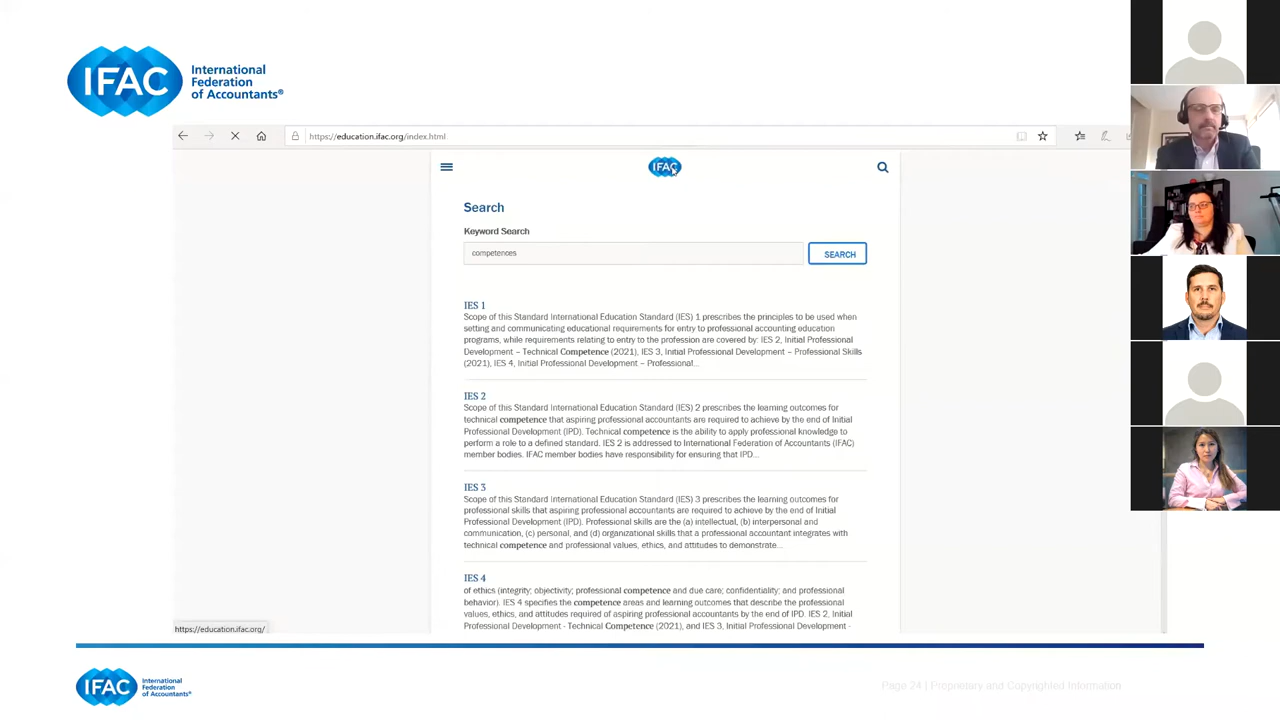 IFAC
International
Federation
of Accountants®
https://education.ifac.org/index.html
IFAC
Search
Keyword Search
competences
SEARCH
IES 1
Scope of this Standard International Education Standard (IES) 1 prescribes the principles to be used when
setting and communicating educational requirements for entry to professional accounting education
programs, while requirements relating to entry to the profession are covered by: IES 2, Initial Professional
Development – Technical Competence (2021), IES 3, Initial Professional Development – Professional Skills
(2021), IES 4, Initial Professional Development – Professional...
IES 2
Scope of this Standard International Education Standard (IES) 2 prescribes the learning outcomes for
technical competence that aspiring professional accountants are required to achieve by the end of Initial
Professional Development (IPD). Technical competence is the ability to apply professional knowledge to
perform a role to a defined standard. IES 2 is addressed to International Federation of Accountants (IFAC)
member bodies. IFAC member bodies have responsibility for ensuring that IPD...
IES 3
Scope of this Standard International Education Standard (IES) 3 prescribes the learning outcomes for
professional skills that aspiring professional accountants are required to achieve by the end of Initial
Professional Development (IPD). Professional skills are the (a) intellectual, (b) interpersonal and
communication, (c) personal, and (d) organizational skills that a professional accountant integrates with
technical competence and professional values, ethics, and attitudes to demonstrate...
IES 4
of ethics (integrity; objectivity; professional competence and due care; confidentiality; and professional
behavior). IES 4 specifies the competence areas and learning outcomes that describe the professional
values, ethics, and attitudes required of aspiring professional accountants by the end of IPD. IES 2, Initial
Professional Development - Technical Competence (2021), and IES 3, Initial Professional Development -
https://education.ifac.org/
IFAC
International
Federation
of Accountants®
Page 24 | Proprietary and Copyrighted Information